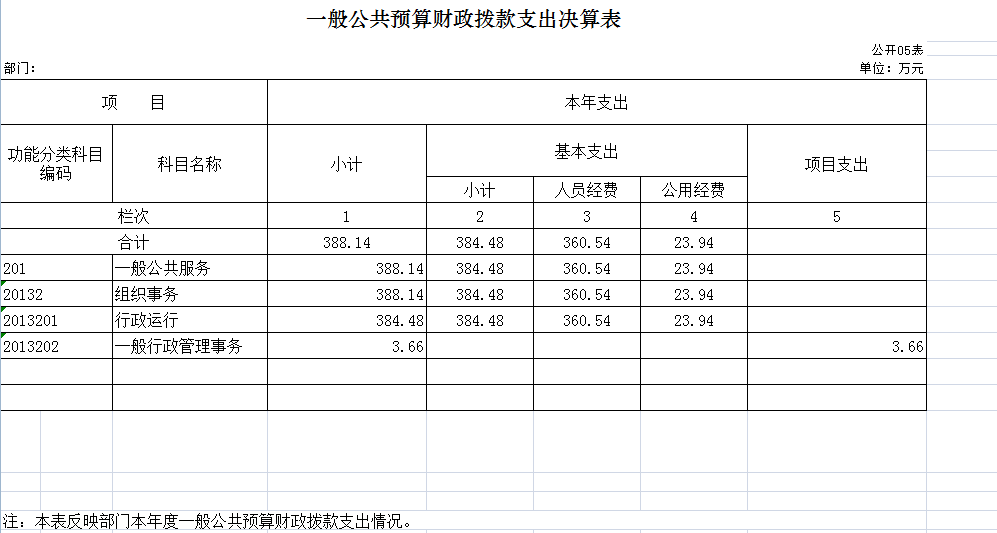 一般公共预算财政拨款支出决算表
公开05表
部门： 单位：万元
项 目 本年支出
功能分类科目编码 科目名称 小计 基本支出 项目支出
小计 人员经费 公用经费
栏次 1 2 3 4 5
合计 388.14 384.48 360.54 23.94
201 一般公共服务 388.14 384.48 360.54 23.94
20132 组织事务 388.14 384.48 360.54 23.94
2013201 行政运行 384.48 384.48 360.54 23.94
2013202 一般行政管理事务 3.66 3.66
注：本表反映部门本年度一般公共预算财政拨款支出情况。